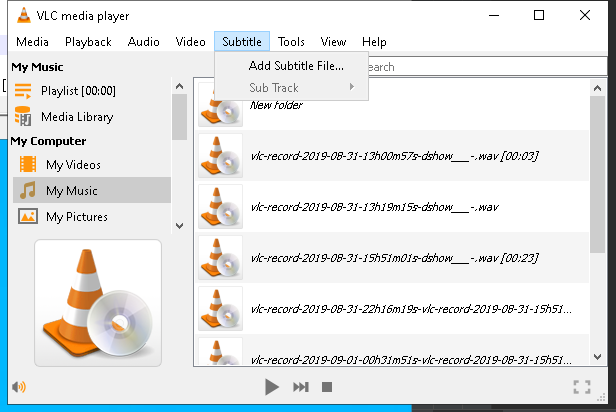 VLC media player
Media Playback Audio Video Subtitle Tools View Help
Add Subtitle File...
Sub Track
My Music
Playlist [00:00]
Media Library
My Computer
My Videos
My Music
My Pictures
New folder
vlc-record-2019-08-31-13h00m57s-dshow___-.wav [00:03]
vlc-record-2019-08-31-13h19m15s-dshow___-.wav
vlc-record-2019-08-31-15h51m01s-dshow___-.wav [00:23]
vlc-record-2019-08-31-22h16m19s-vlc-record-2019-08-31-15h51...
vlc-record-2019-09-01-00h31m51s-vlc-record-2019-08-31-15h51...